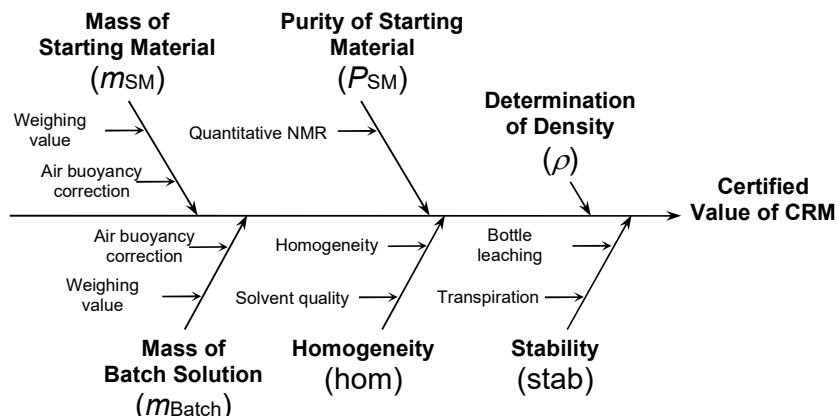 Mass of
Starting Material
(mSM)
Purity of Starting
Material
(PSM)
Determination
of Density
(ρ)
Weighing
value
Air buoyancy
correction
Quantitative NMR
Certified
Value of CRM
Air buoyancy
correction
Weighing
value
Homogeneity
Solvent quality
Bottle
leaching
Transpiration
Mass of
Batch Solution
(mBatch)
Homogeneity
(hom)
Stability
(stab)